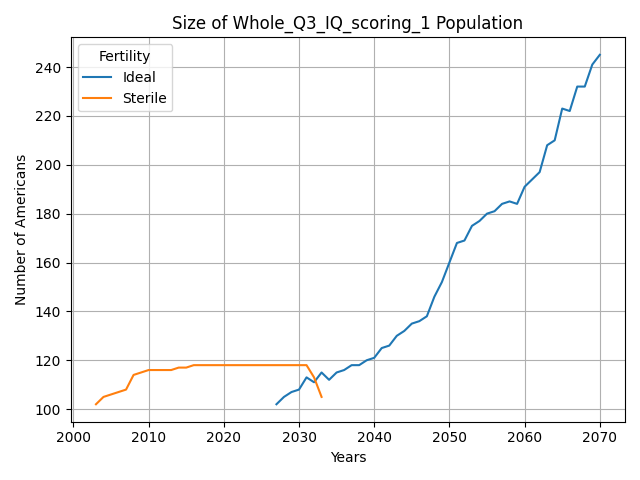 Size of Whole_Q3_IQ_scoring_1 Population
Fertility
Ideal
Sterile
Number of Americans
240
220
200
180
160
140
120
100
2000 2010 2020 2030 2040 2050 2060 2070
Years